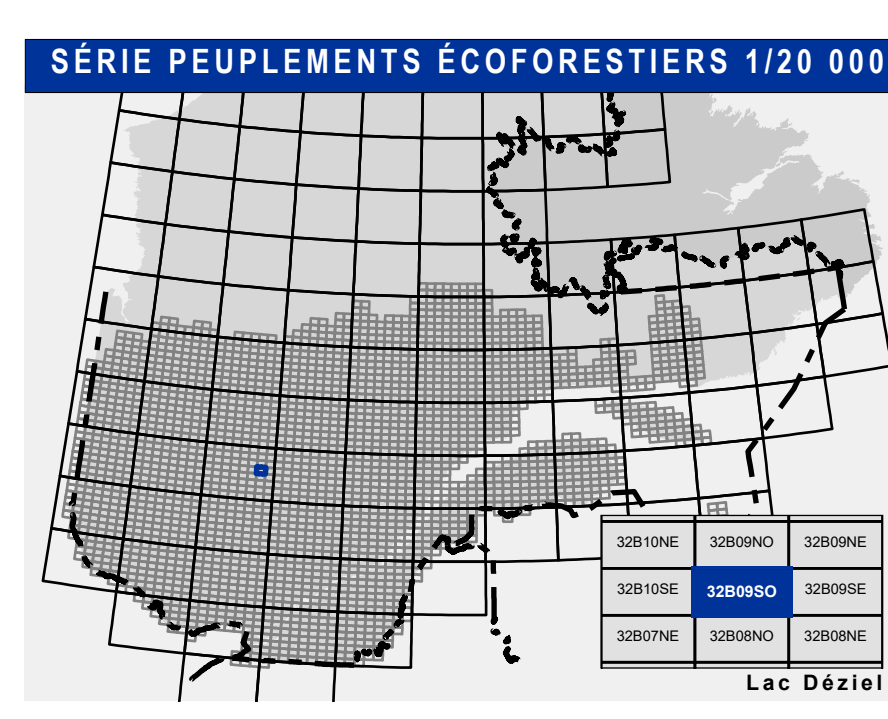 SÉRIE PEUPLEMENTS ÉCOFORESTIERS 1/20 000
32B10NE 32B09NO 32B09NE
32B10SE 32B09SO 32B09SE
32B07NE 32B08NO 32B08NE
Lac Déziel